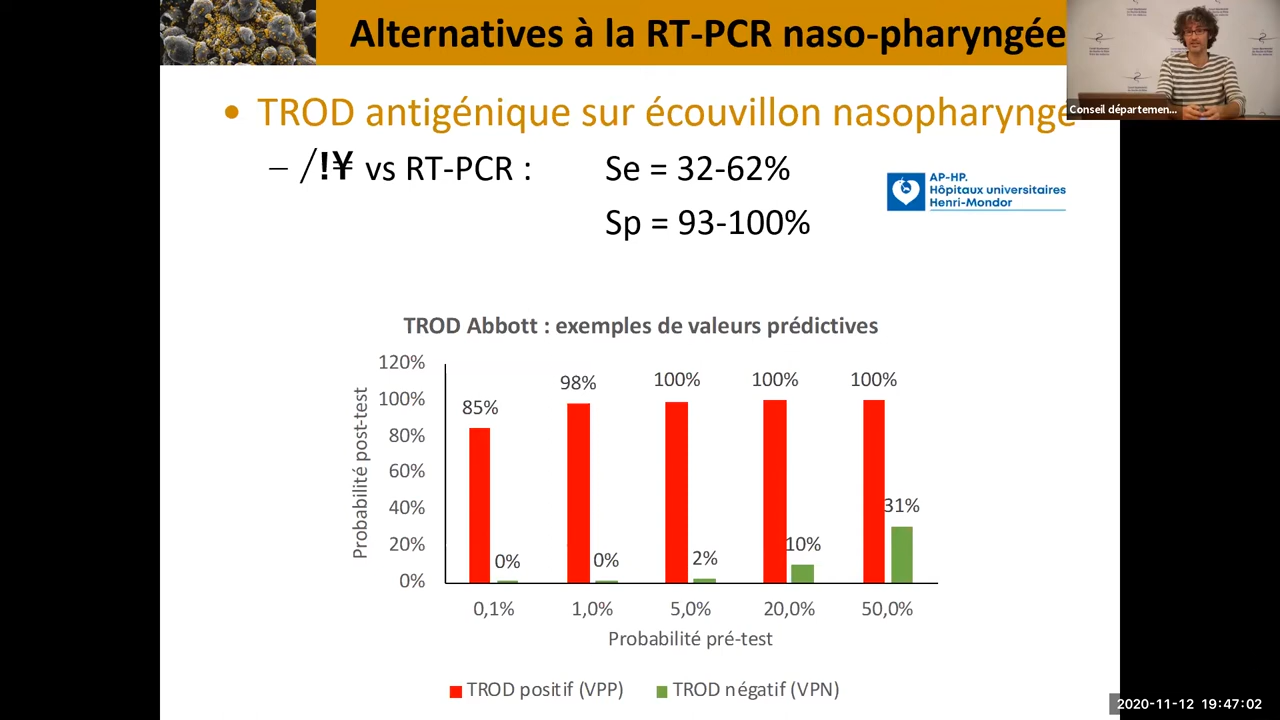 Alternatives à la RT-PCR naso-pharyngée
Conseil départemen...
• TROD antigénique sur écouvillon nasopharyngé
– /!¥ vs RT-PCR : Se = 32-62%
Sp = 93-100%
AP-HP.
Hôpitaux universitaires
Henri-Mondor
TROD Abbott : exemples de valeurs prédictives
Probabilité post-test
120%
100%
80%
60%
40%
20%
0%
85%
0%
98%
0%
100%
2%
100%
10%
100%
31%
0,1% 1,0% 5,0% 20,0% 50,0%
Probabilité pré-test
TROD positif (VPP) TROD négatif (VPN)
2020-11-12 19:47:02